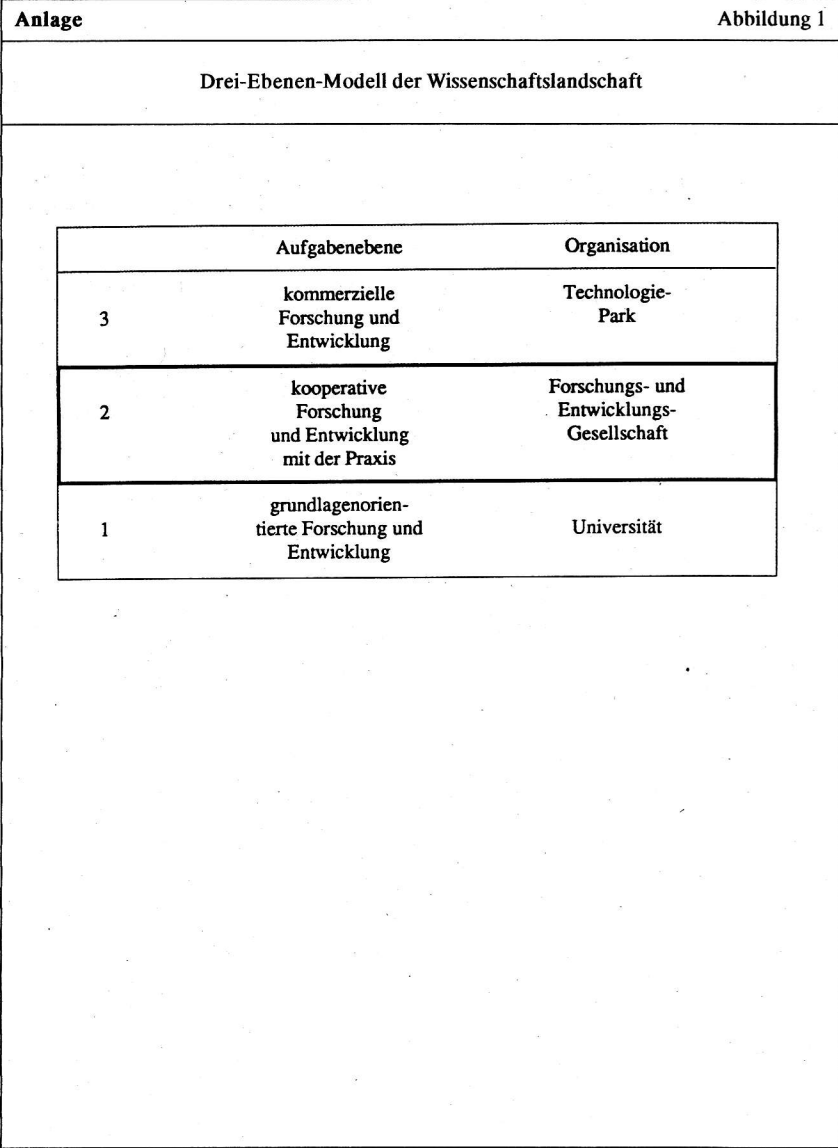 Anlage Abbildung 1
Drei-Ebenen-Modell der Wissenschaftslandschaft
Aufgabenebene Organisation
3
kommerzielle
Forschung und
Entwicklung
Technologie-
Park
2
kooperative
Forschung
und Entwicklung
mit der Praxis
Forschungs- und
Entwicklungs-
Gesellschaft
1
grundlagenorien-
tierte Forschung und
Entwicklung
Universität